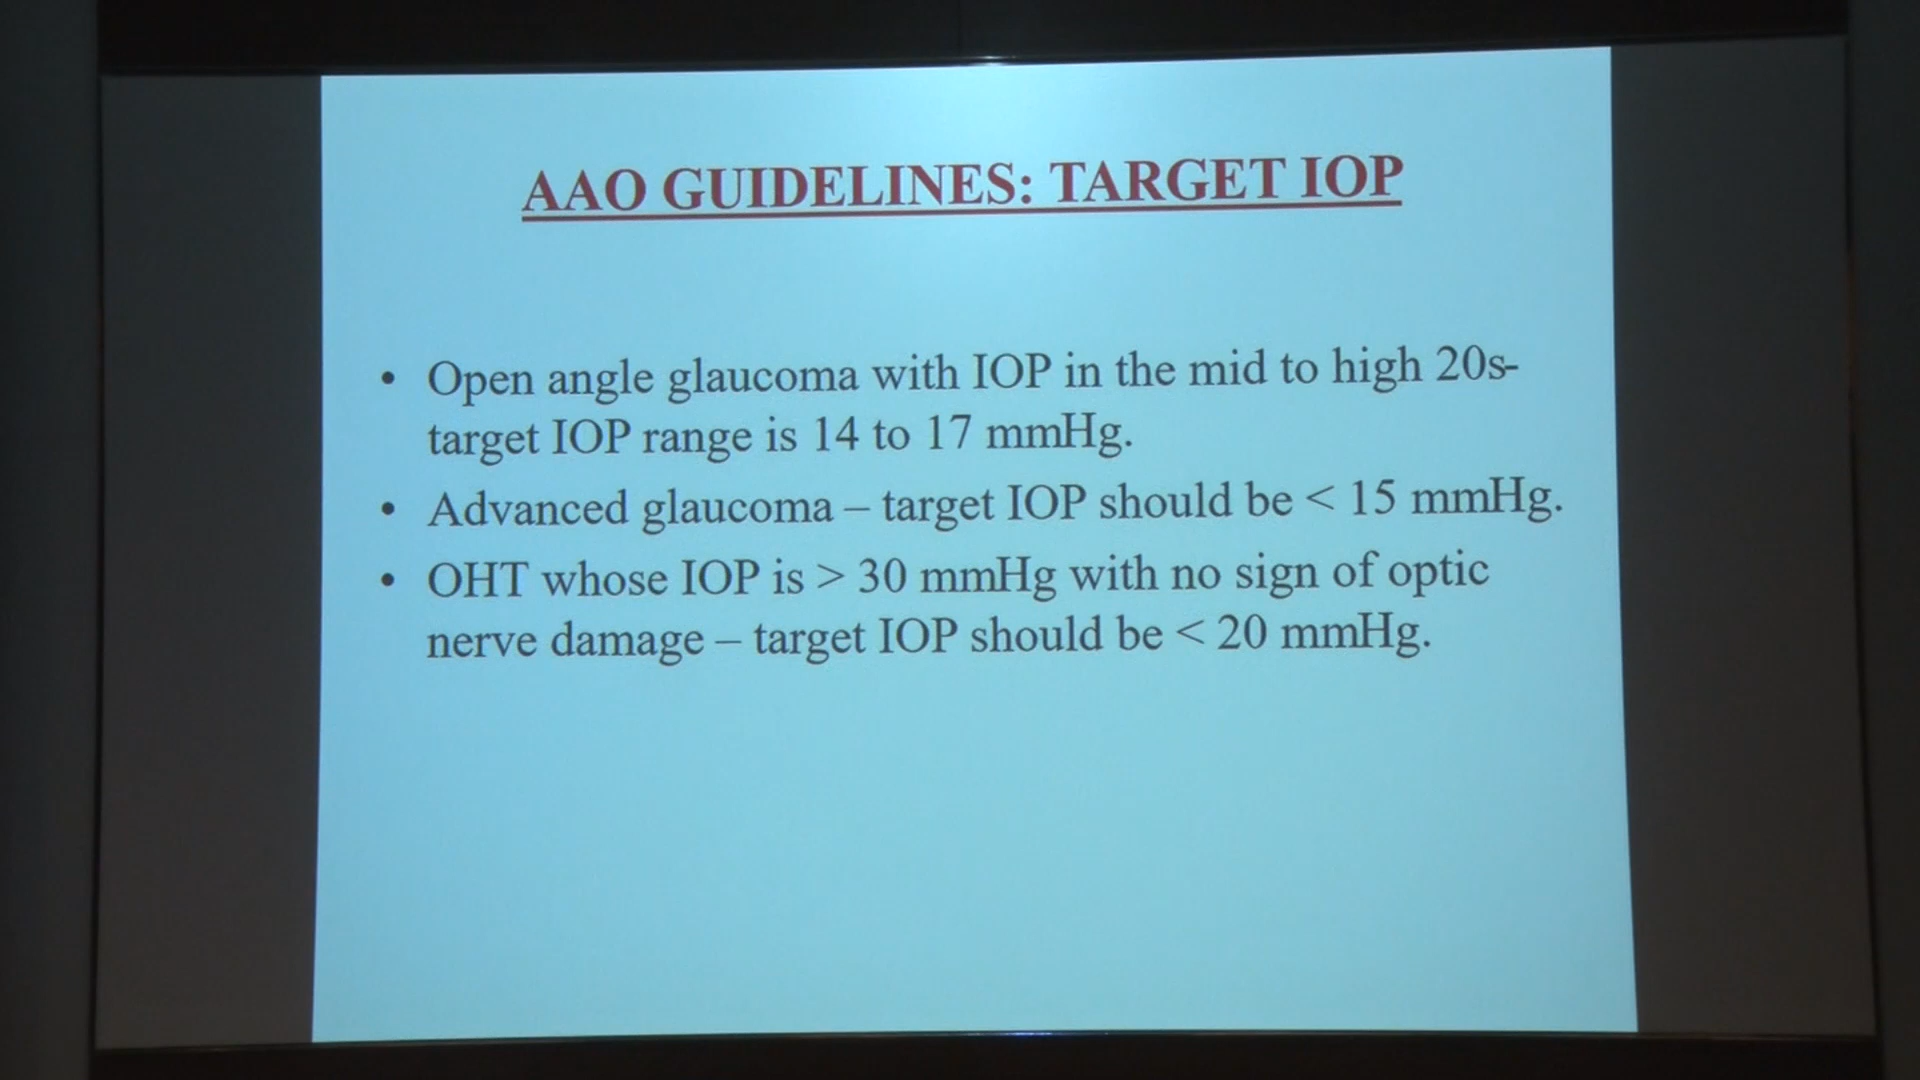 AAO GUIDELINES: TARGET IOP
• Open angle glaucoma with IOP in the mid to high 20s-
target IOP range is 14 to 17 mmHg.
• Advanced glaucoma – target IOP should be < 15 mmHg.
• OHT whose IOP is > 30 mmHg with no sign of optic
nerve damage – target IOP should be < 20 mmHg.